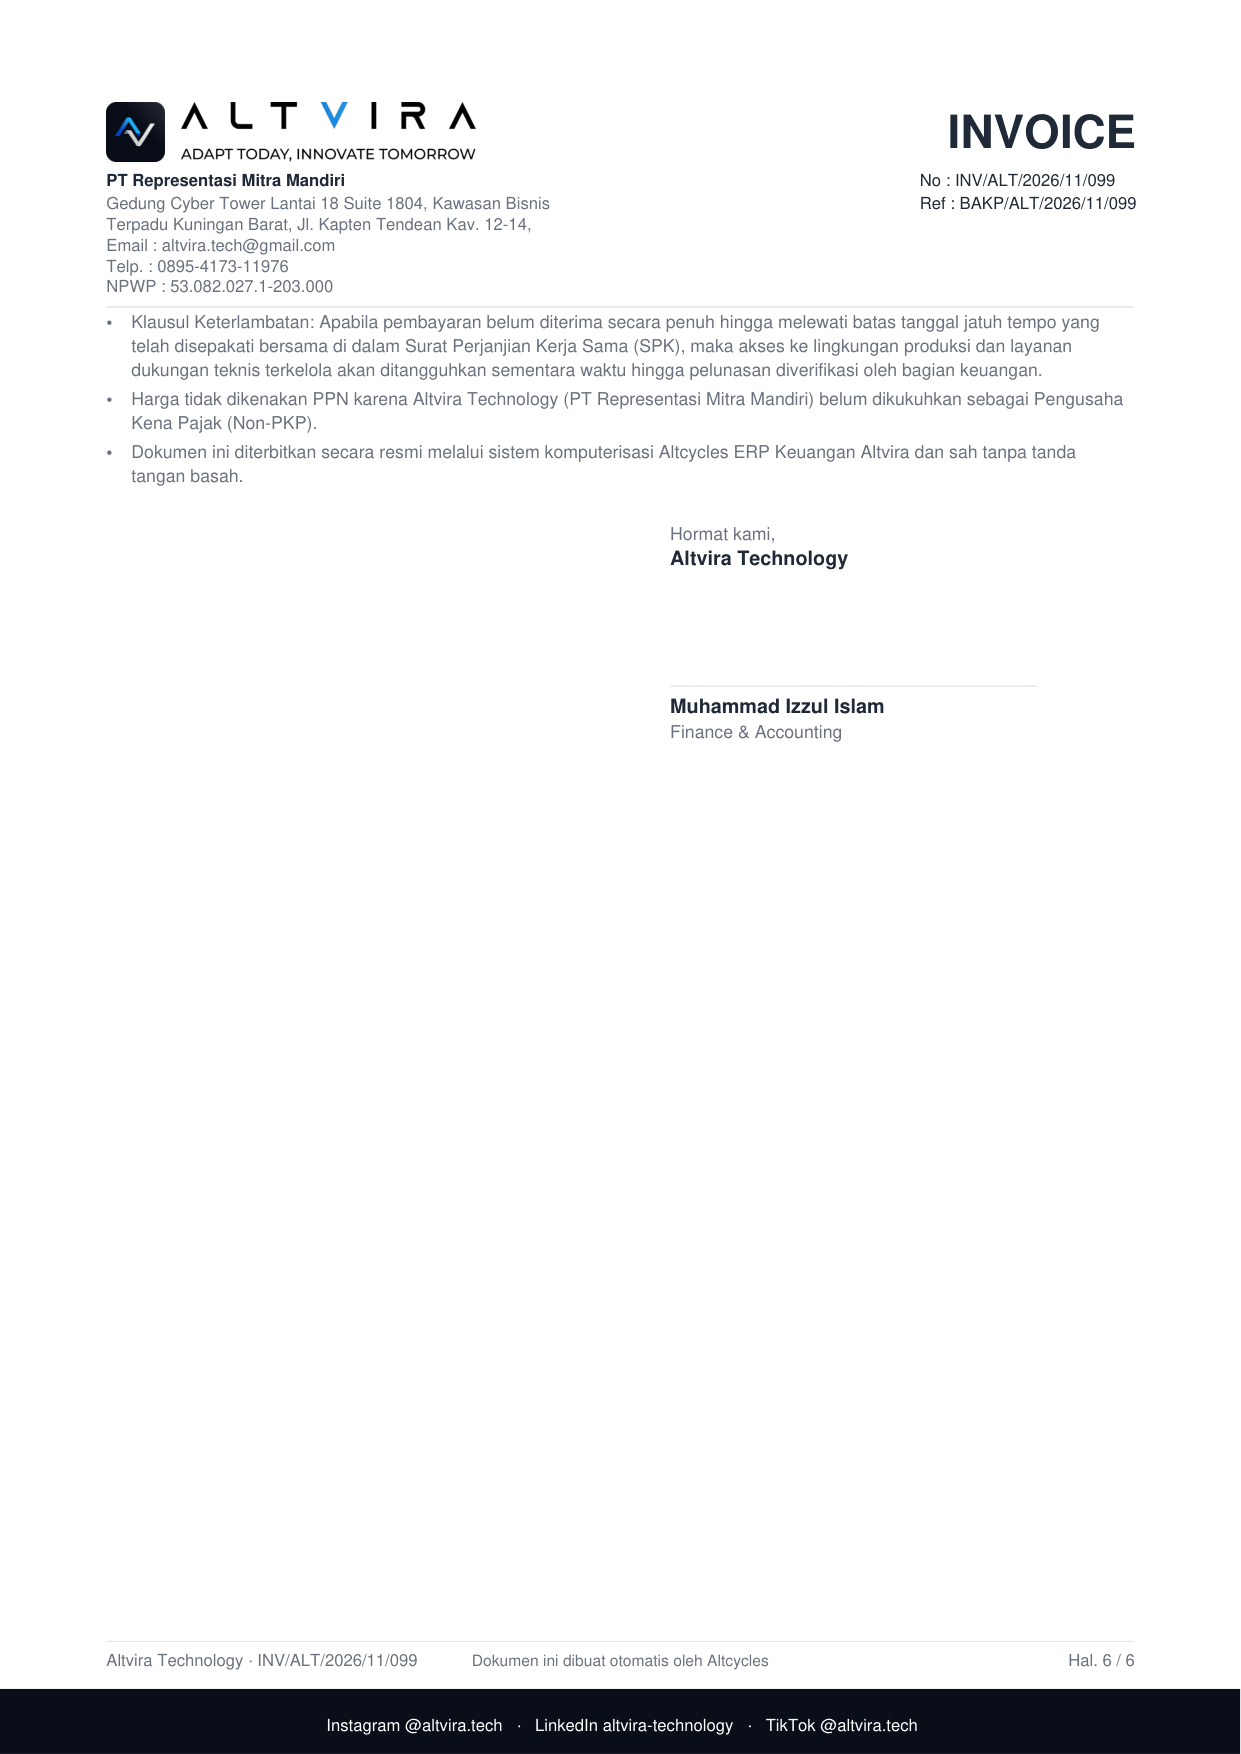 ALTVIRA
ADAPT TODAY, INNOVATE TOMORROW
INVOICE
PT Representasi Mitra Mandiri
Gedung Cyber Tower Lantai 18 Suite 1804, Kawasan Bisnis
Terpadu Kuningan Barat, Jl. Kapten Tendean Kav. 12-14,
Email : altvira.tech@gmail.com
Telp. : 0895-4173-11976
NPWP : 53.082.027.1-203.000
No : INV/ALT/2026/11/099
Ref : BAKP/ALT/2026/11/099
• Klausul Keterlambatan: Apabila pembayaran belum diterima secara penuh hingga melewati batas tanggal jatuh tempo yang
telah disepakati bersama di dalam Surat Perjanjian Kerja Sama (SPK), maka akses ke lingkungan produksi dan layanan
dukungan teknis terkelola akan ditangguhkan sementara waktu hingga pelunasan diverifikasi oleh bagian keuangan.
• Harga tidak dikenakan PPN karena Altvira Technology (PT Representasi Mitra Mandiri) belum dikukuhkan sebagai Pengusaha
Kena Pajak (Non-PKP).
• Dokumen ini diterbitkan secara resmi melalui sistem komputerisasi Altcycles ERP Keuangan Altvira dan sah tanpa tanda
tangan basah.
Hormat kami,
Altvira Technology
Muhammad Izzul Islam
Finance & Accounting
Altvira Technology · INV/ALT/2026/11/099
Dokumen ini dibuat otomatis oleh Altcycles
Hal. 6 / 6
Instagram @altvira.tech · LinkedIn altvira-technology · TikTok @altvira.tech